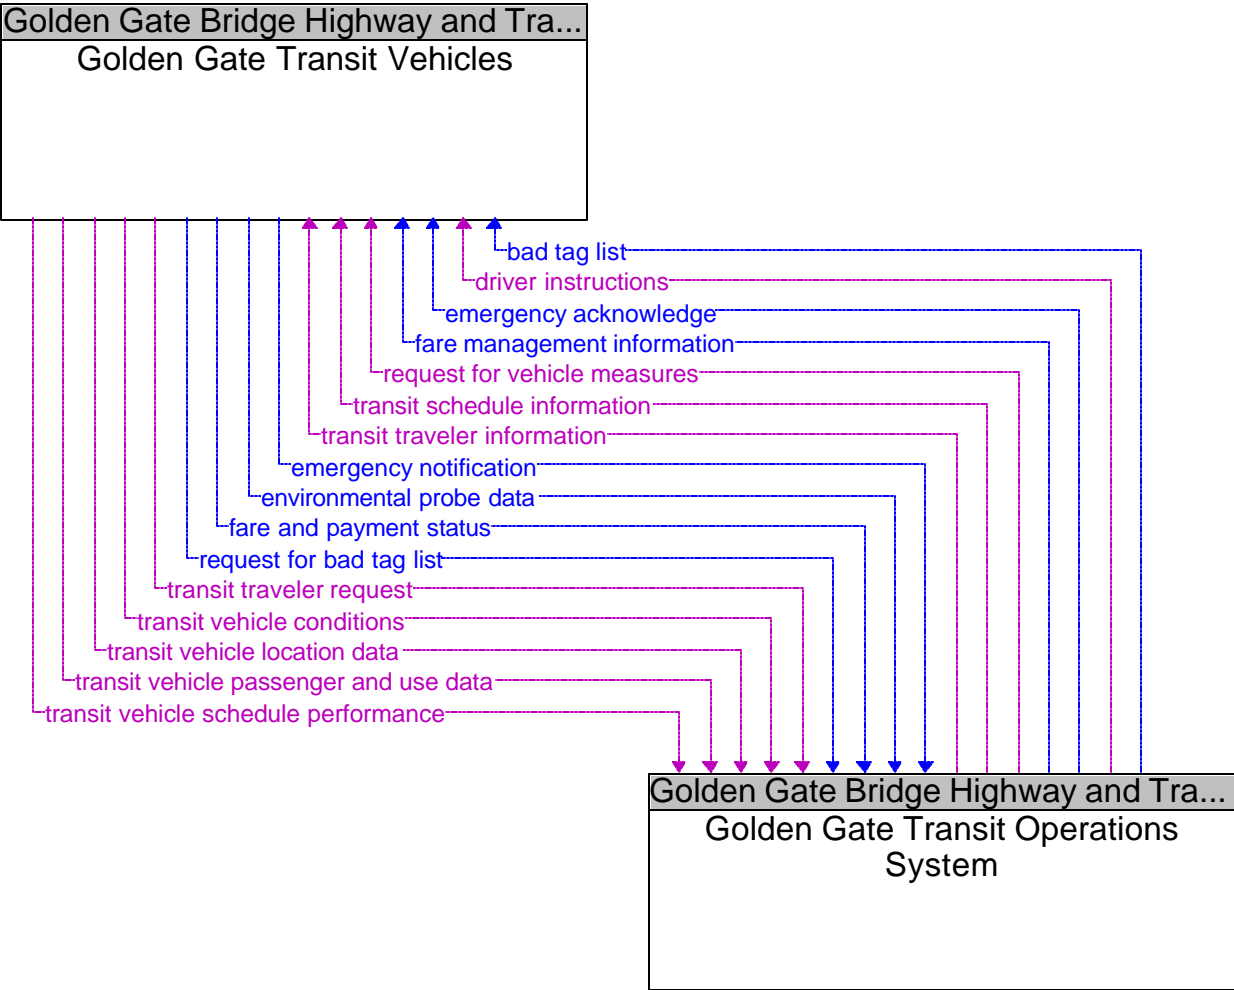 Golden Gate Bridge Highway and Tra...
Golden Gate Transit Vehicles
bad tag list
driver instructions
emergency acknowledge
fare management information
request for vehicle measures
transit schedule information
transit traveler information
emergency notification
environmental probe data
fare and payment status
request for bad tag list
transit traveler request
transit vehicle conditions
transit vehicle location data
transit vehicle passenger and use data
transit vehicle schedule performance
Golden Gate Bridge Highway and Tra...
Golden Gate Transit Operations
System